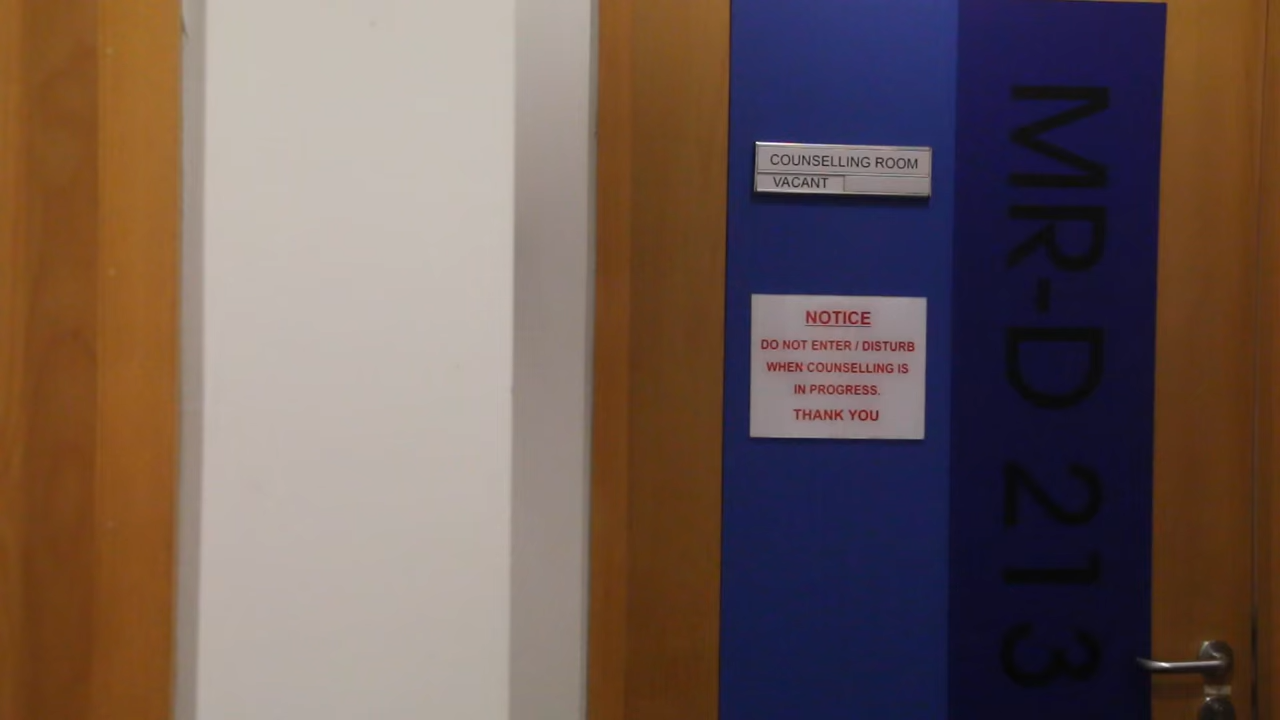 COUNSELLING ROOM
VACANT
NOTICE
DO NOT ENTER / DISTURB
WHEN COUNSELLING IS
IN PROGRESS.
THANK YOU
MR-D 213